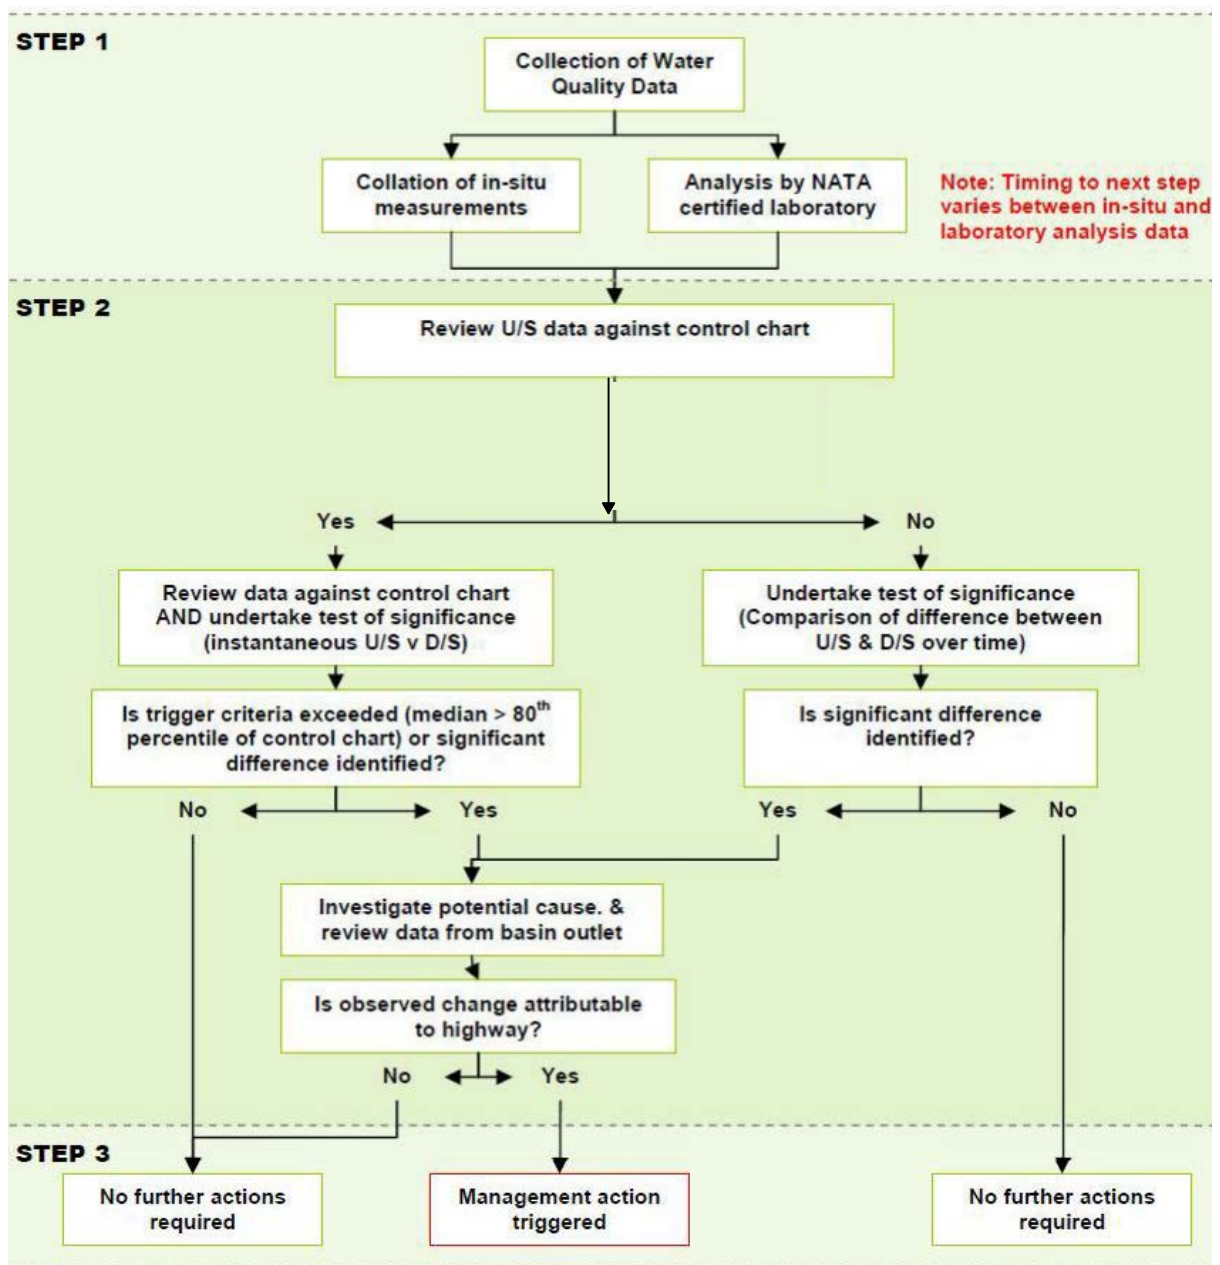 STEP 1
Collection of Water
Quality Data
Collation of in-situ
measurements
Analysis by NATA
certified laboratory
Note: Timing to next step
varies between in-situ and
laboratory analysis data
STEP 2
Review U/S data against control chart
Yes
No
Review data against control chart
AND undertake test of significance
(instantaneous U/S v D/S)
Undertake test of significance
(Comparison of difference between
U/S & D/S over time)
Is trigger criteria exceeded (median > 80th
percentile of control chart) or significant
difference identified?
Is significant difference
identified?
No
Yes
Yes
No
Investigate potential cause. &
review data from basin outlet
Is observed change attributable
to highway?
No
Yes
STEP 3
No further actions
required
Management action
triggered
No further actions
required